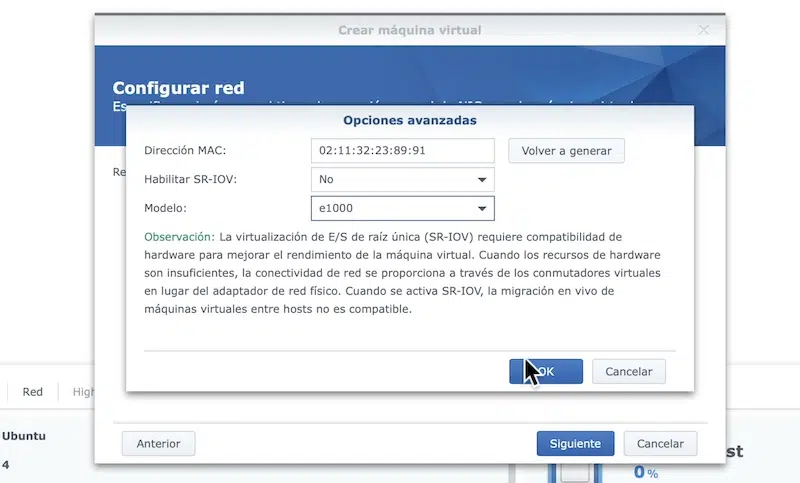 Crear máquina virtual
Configurar red
Opciones avanzadas
Dirección MAC:
02:11:32:23:89:91
Volver a generar
Habilitar SR-IOV:
No
Modelo:
e1000
Observación: La virtualización de E/S de raíz única (SR-IOV) requiere compatibilidad de
hardware para mejorar el rendimiento de la máquina virtual. Cuando los recursos de hardware
son insuficientes, la conectividad de red se proporciona a través de los conmutadores virtuales
en lugar del adaptador de red físico. Cuando se activa SR-IOV, la migración en vivo de
máquinas virtuales entre hosts no es compatible.
OK
Cancelar
Red
High
Ubuntu
4
Anterior
Siguiente
Cancelar
st
0 %